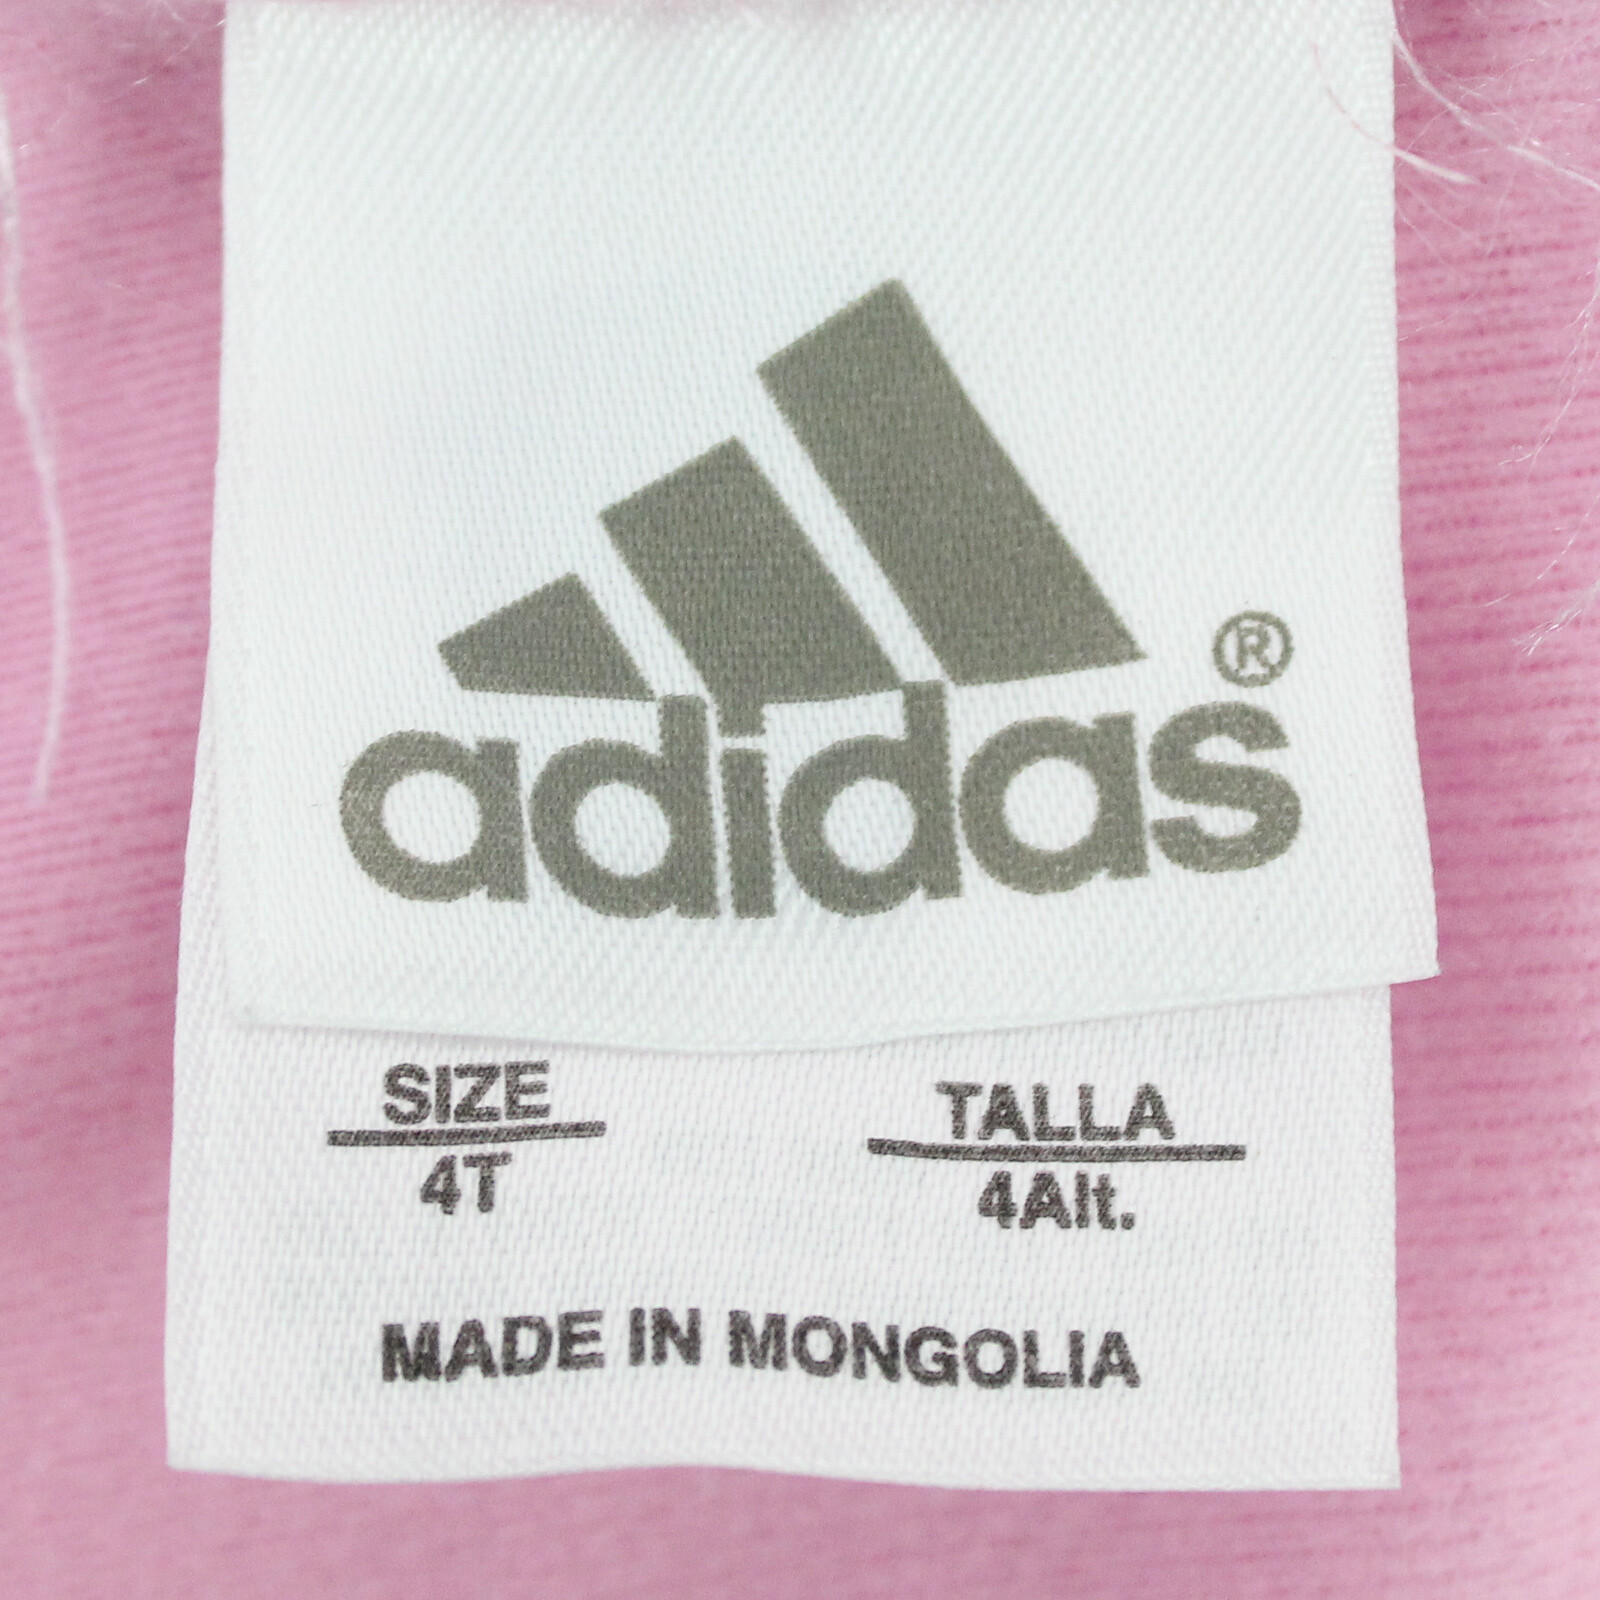 adidas®
SIZE TALLA
4T 4Alt.
MADE IN MONGOLIA